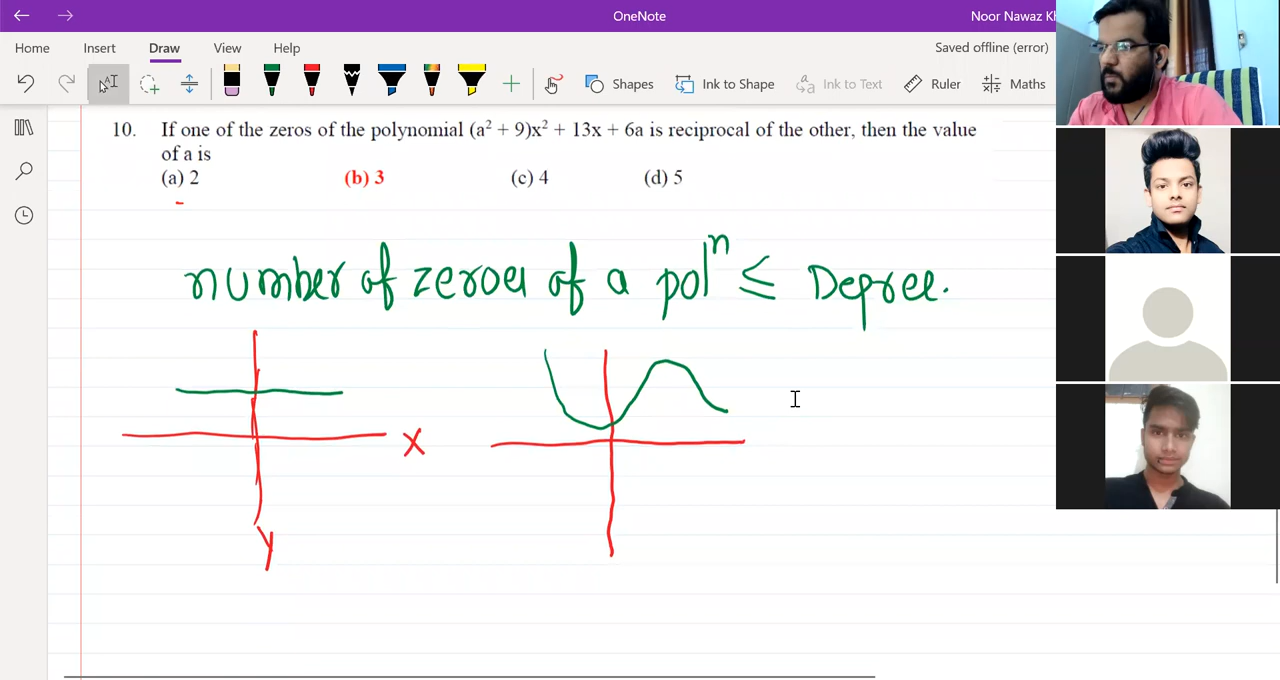 OneNote
Noor Nawaz Kh
Home Insert Draw View Help
Saved offline (error)
Shapes Ink to Shape Ink to Text Ruler Maths
10. If one of the zeros of the polynomial (a² + 9)x² + 13x + 6a is reciprocal of the other, then the value
of a is
(a) 2 (b) 3 (c) 4 (d) 5
number of zeroes of a polⁿ ≤ Degree.
X
y